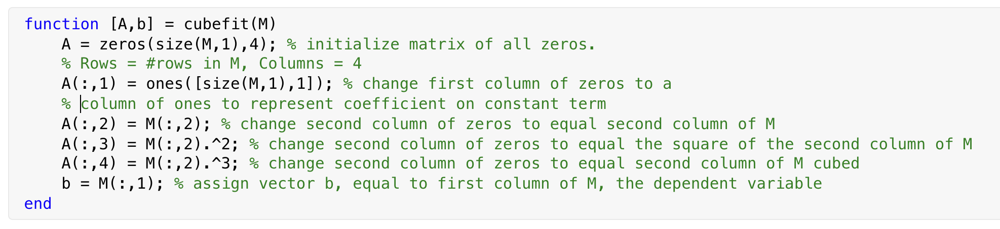 function [A,b] = cubefit(M)
A = zeros(size(M,1),4); % initialize matrix of all zeros.
% Rows = #rows in M, Columns = 4
A(:,1) = ones([size(M,1),1]); % change first column of zeros to a
% column of ones to represent coefficient on constant term
A(:,2) = M(:,2); % change second column of zeros to equal second column of M
A(:,3) = M(:,2).^2; % change second column of zeros to equal the square of the second column of M
A(:,4) = M(:,2).^3; % change second column of zeros to equal second column of M cubed
b = M(:,1); % assign vector b, equal to first column of M, the dependent variable
end